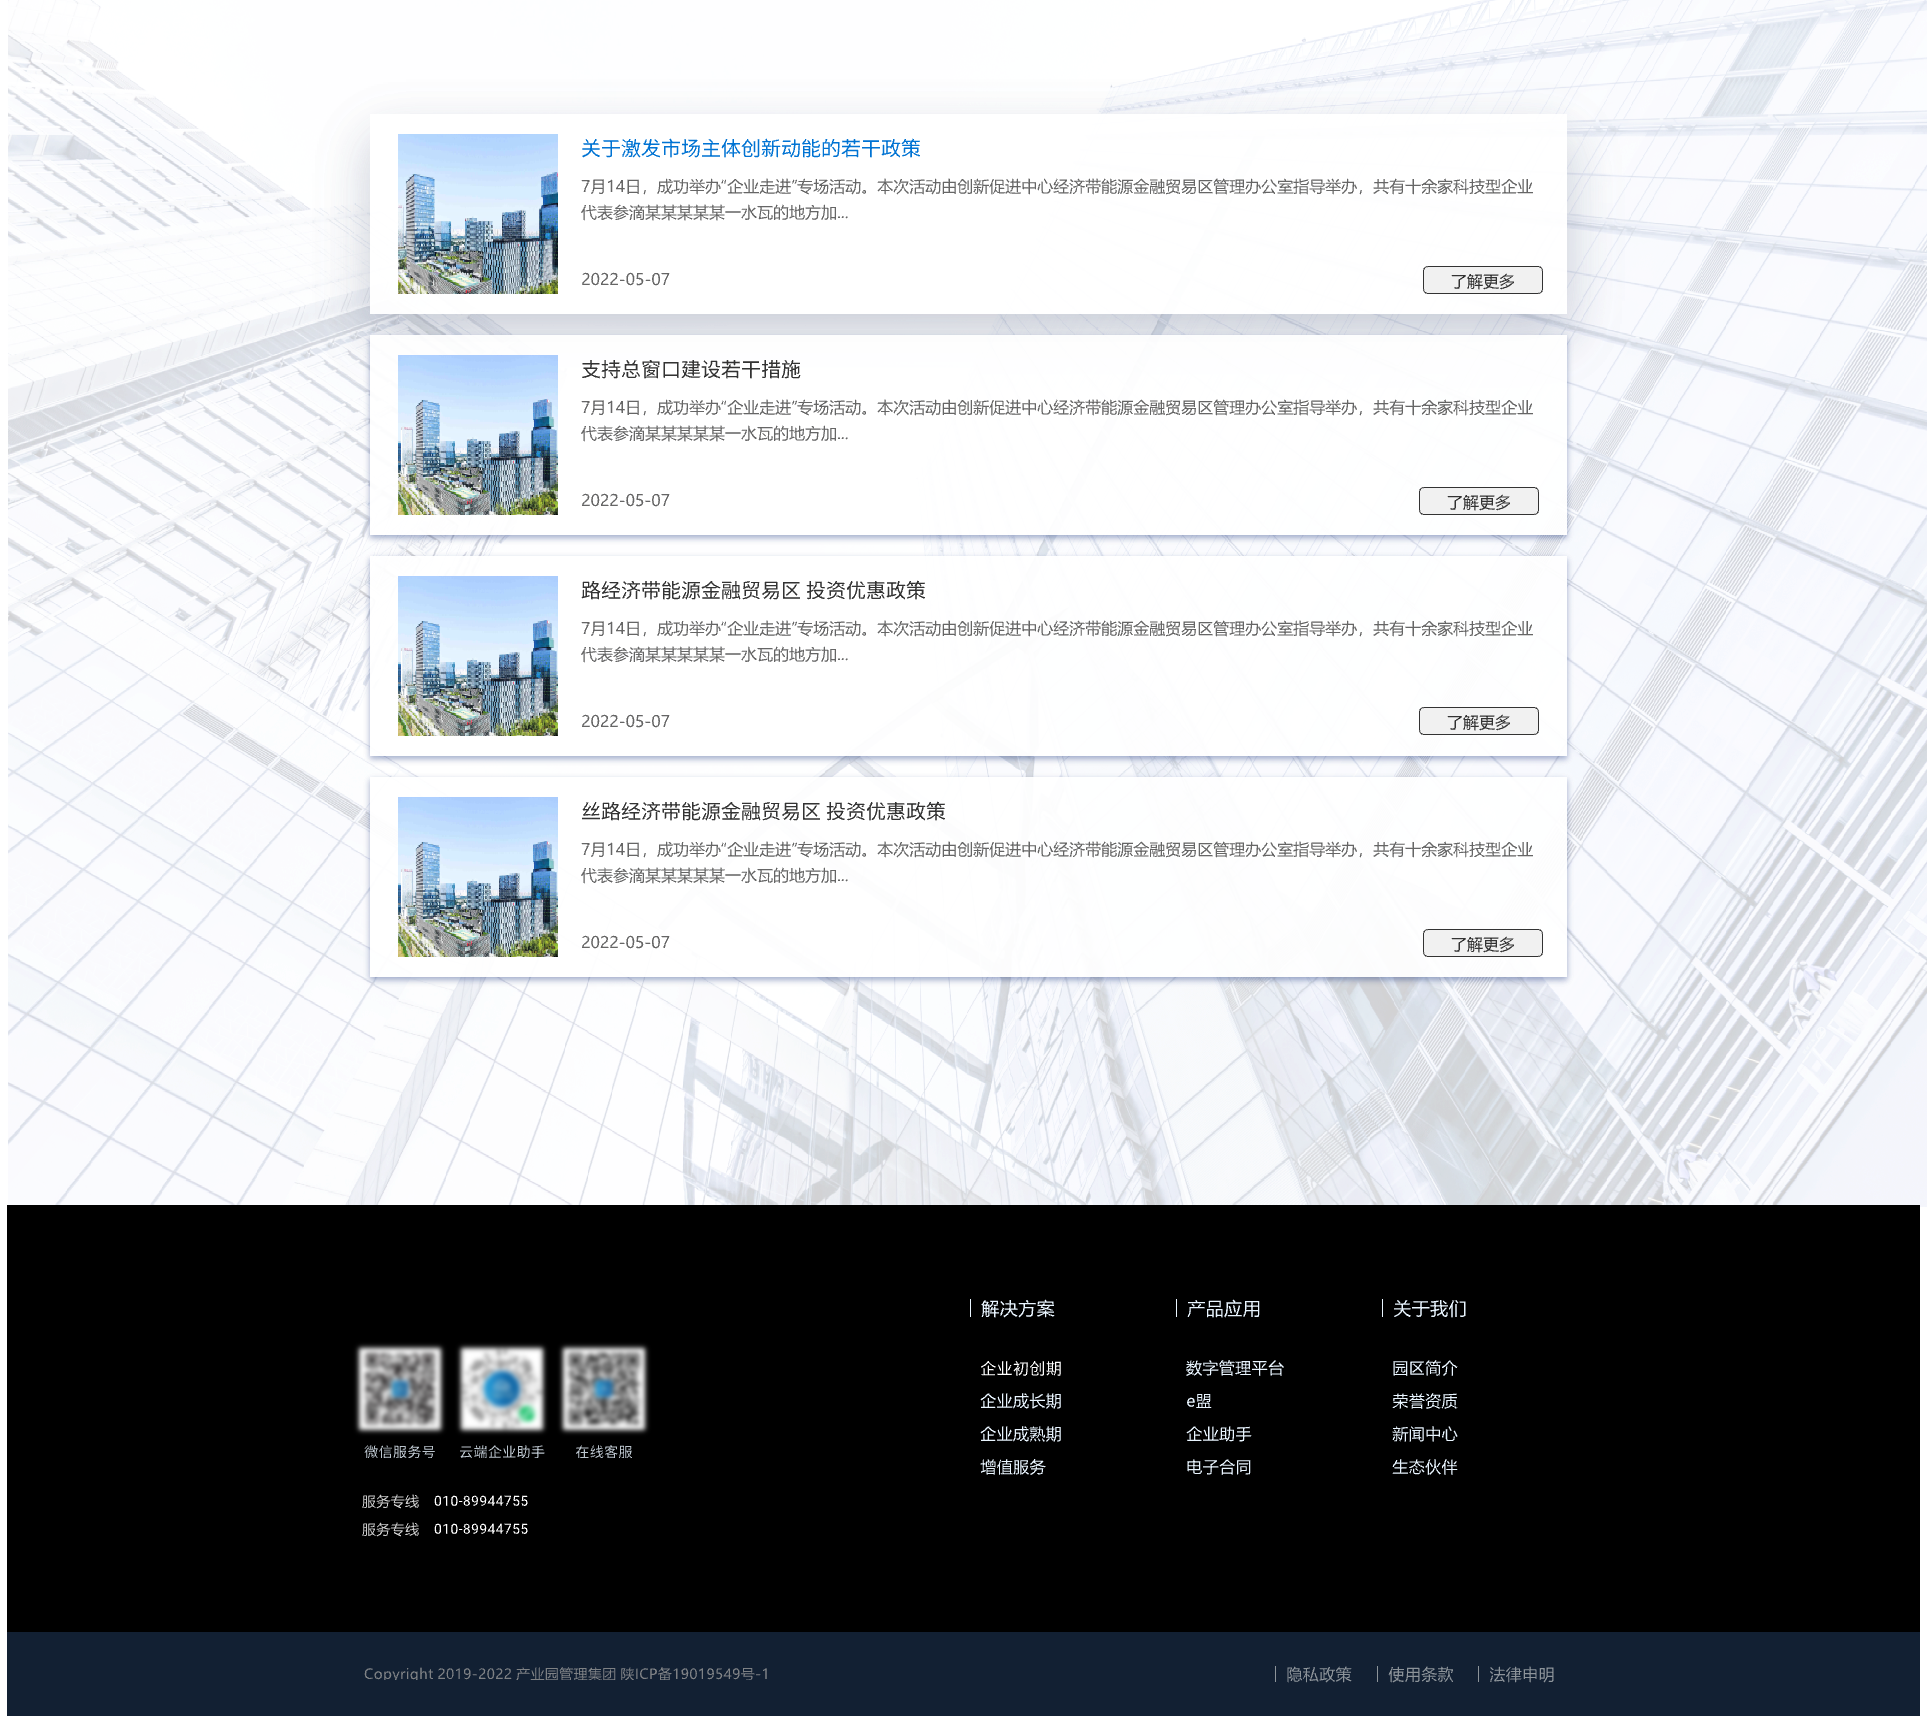 关于激发市场主体创新动能的若干政策
7月14日，成功举办“企业走进”专场活动。本次活动由创新促进中心经济带能源金融贸易区管理办公室指导举办，共有十余家科技型企业
代表参滴某某某某某一水瓦的地方加...
2022-05-07
了解更多
支持总窗口建设若干措施
7月14日，成功举办“企业走进”专场活动。本次活动由创新促进中心经济带能源金融贸易区管理办公室指导举办，共有十余家科技型企业
代表参滴某某某某某一水瓦的地方加...
2022-05-07
了解更多
路经济带能源金融贸易区 投资优惠政策
7月14日，成功举办“企业走进”专场活动。本次活动由创新促进中心经济带能源金融贸易区管理办公室指导举办，共有十余家科技型企业
代表参滴某某某某某一水瓦的地方加...
2022-05-07
了解更多
丝路经济带能源金融贸易区 投资优惠政策
7月14日，成功举办“企业走进”专场活动。本次活动由创新促进中心经济带能源金融贸易区管理办公室指导举办，共有十余家科技型企业
代表参滴某某某某某一水瓦的地方加...
2022-05-07
了解更多
微信服务号
云端企业助手
在线客服
服务专线 010-89944755
服务专线 010-89944755
解决方案
企业初创期
企业成长期
企业成熟期
增值服务
产品应用
数字管理平台
e盟
企业助手
电子合同
关于我们
园区简介
荣誉资质
新闻中心
生态伙伴
Copyright 2019-2022 产业园管理集团 陕ICP备19019549号-1
隐私政策
使用条款
法律申明